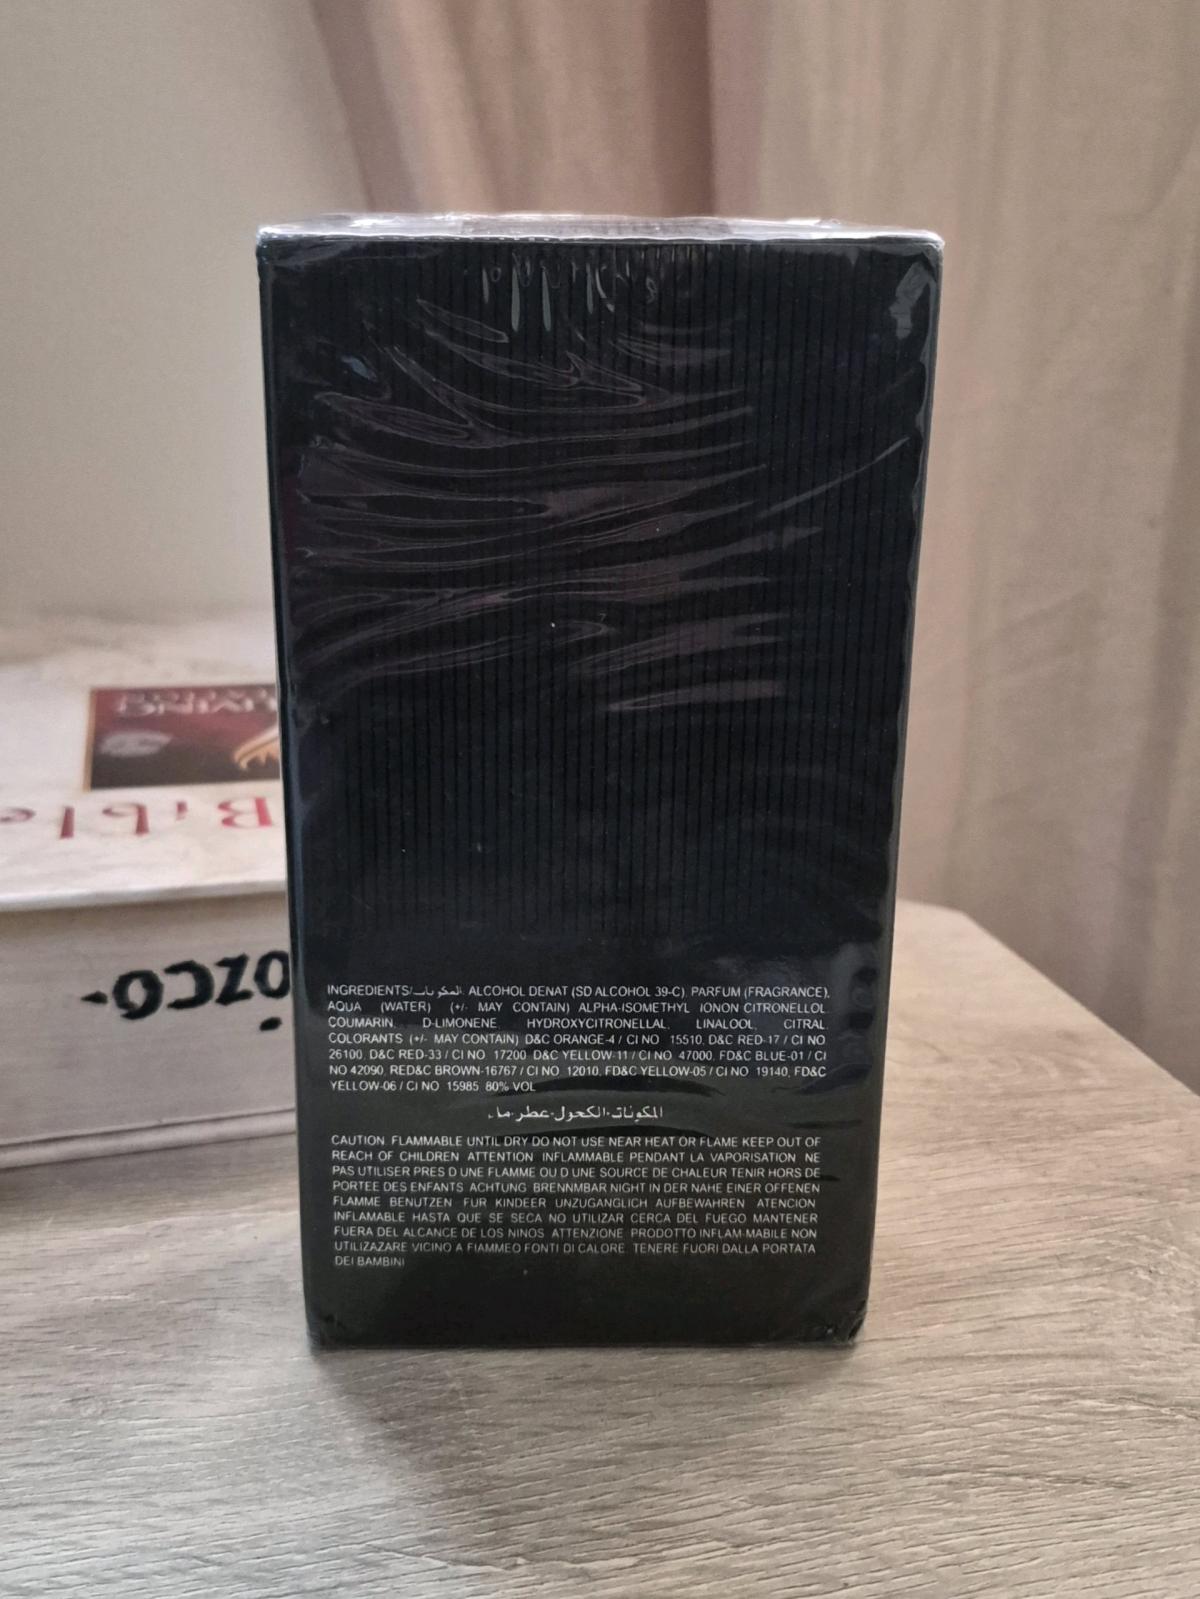 LIVING
Bible
OZCO.
INGREDIENTS/المكونات ALCOHOL DENAT (SD ALCOHOL 39-C), PARFUM (FRAGRANCE),
AQUA (WATER) (+/- MAY CONTAIN) ALPHA-ISOMETHYL IONON CITRONELLOL
COUMARIN, D-LIMONENE, HYDROXYCITRONELLAL, LINALOOL, CITRAL
COLORANTS (+/- MAY CONTAIN) D&C ORANGE-4 / CI NO 15510, D&C RED-17 / CI NO
26100, D&C RED-33 / CI NO 17200 D&C YELLOW-11 / CI NO 47000, FD&C BLUE-01 / CI
NO 42090, RED&C BROWN-16767 / CI NO 12010, FD&C YELLOW-05 / CI NO 19140, FD&C
YELLOW-06 / CI NO 15985 80% VOL
المكونات.الكحول.عطر.ماء.
CAUTION FLAMMABLE UNTIL DRY DO NOT USE NEAR HEAT OR FLAME KEEP OUT OF
REACH OF CHILDREN ATTENTION INFLAMMABLE PENDANT LA VAPORISATION NE
PAS UTILISER PRES D UNE FLAMME OU D UNE SOURCE DE CHALEUR TENIR HORS DE
PORTEE DES ENFANTS ACHTUNG BRENNMBAR NIGHT IN DER NAHE EINER OFFENEN
FLAMME BENUTZEN FUR KINDEER UNZUGANGLICH AUFBEWAHREN ATENCION
INFLAMABLE HASTA QUE SE SECA NO UTILIZAR CERCA DEL FUEGO MANTENER
FUERA DEL ALCANCE DE LOS NINOS ATTENZIONE PRODOTTO INFLAM-MABILE NON
UTILIZAZARE VICINO A FIAMMEO FONTI DI CALORE. TENERE FUORI DALLA PORTATA
DEI BAMBINI